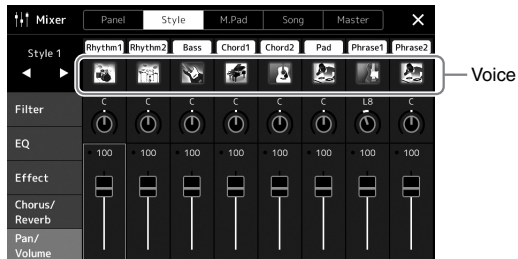 Mixer Panel Style M.Pad Song Master
Style 1 Rhythm1 Rhythm2 Bass Chord1 Chord2 Pad Phrase1 Phrase2
Voice
Filter C C C C C C L8 C
EQ 100 100 100 100 100 100 100 100
Effect
Chorus/
Reverb
Pan/
Volume